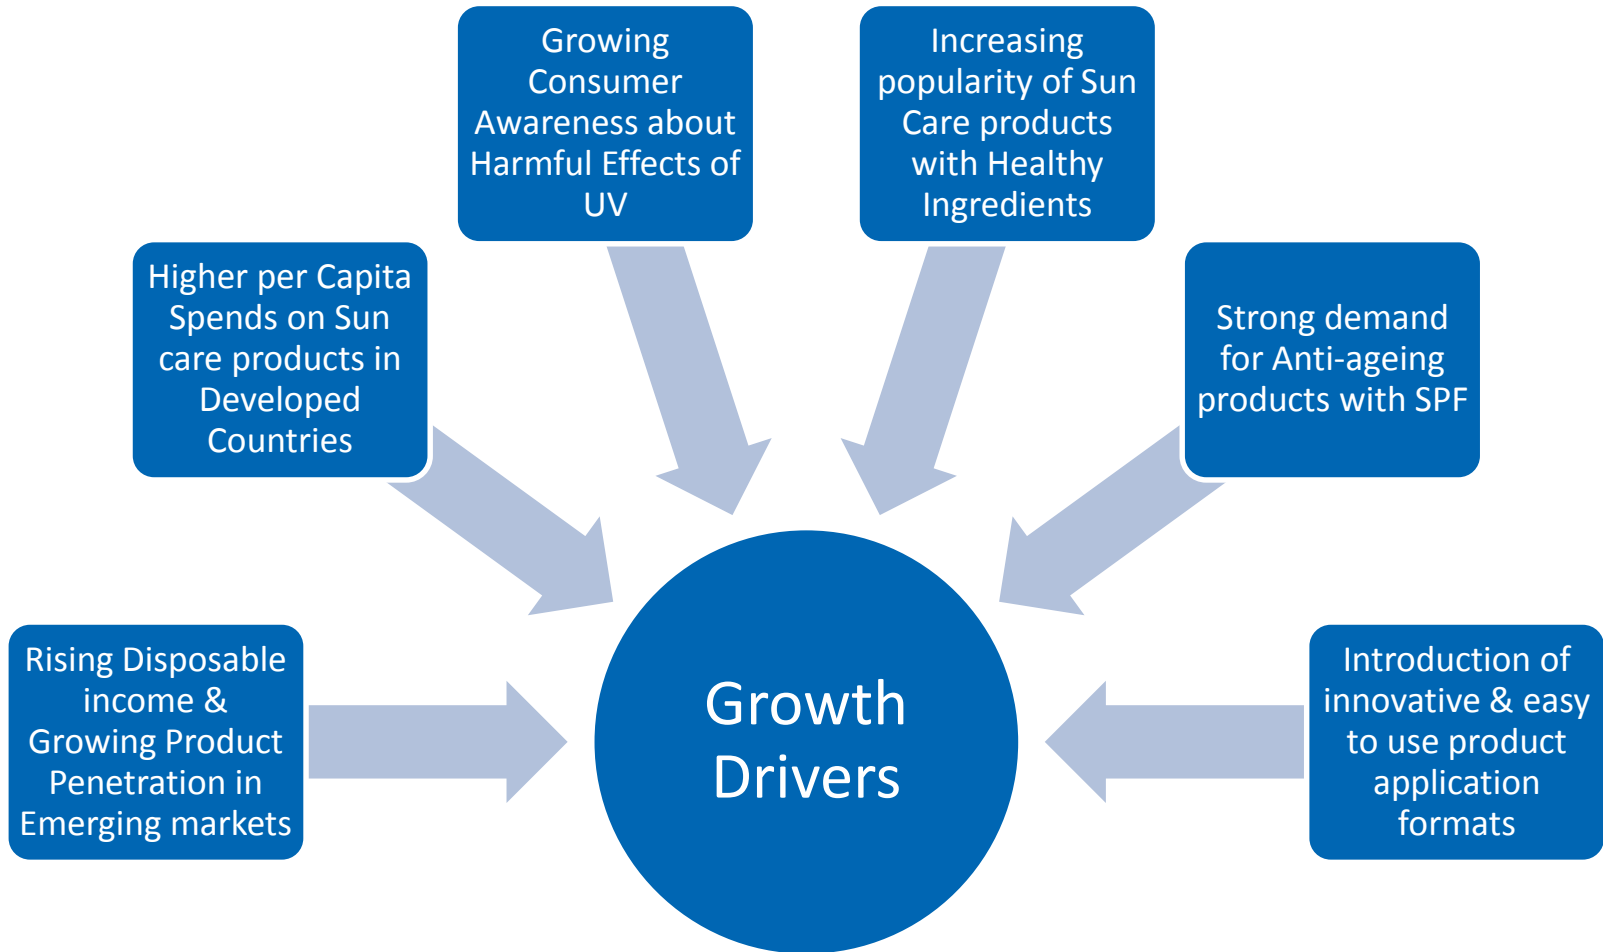 Growing
Consumer
Awareness about
Harmful Effects of
UV
Increasing
popularity of Sun
Care products
with Healthy
Ingredients
Higher per Capita
Spends on Sun
care products in
Developed
Countries
Strong demand
for Anti-ageing
products with SPF
Rising Disposable
income &
Growing Product
Penetration in
Emerging markets
Growth
Drivers
Introduction of
innovative & easy
to use product
application
formats